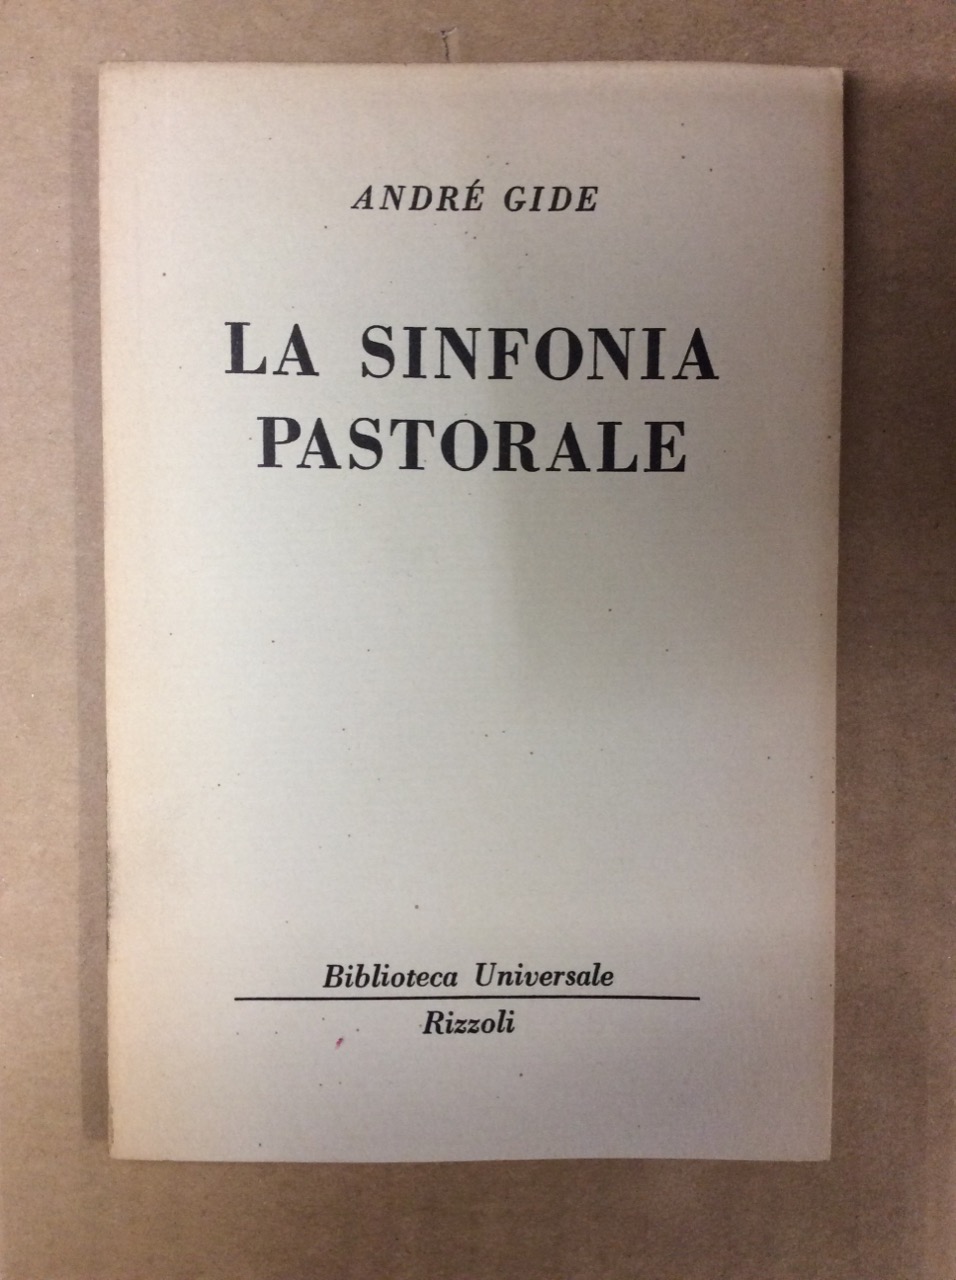 ANDRÉ GIDE
LA SINFONIA
PASTORALE
Biblioteca Universale
Rizzoli